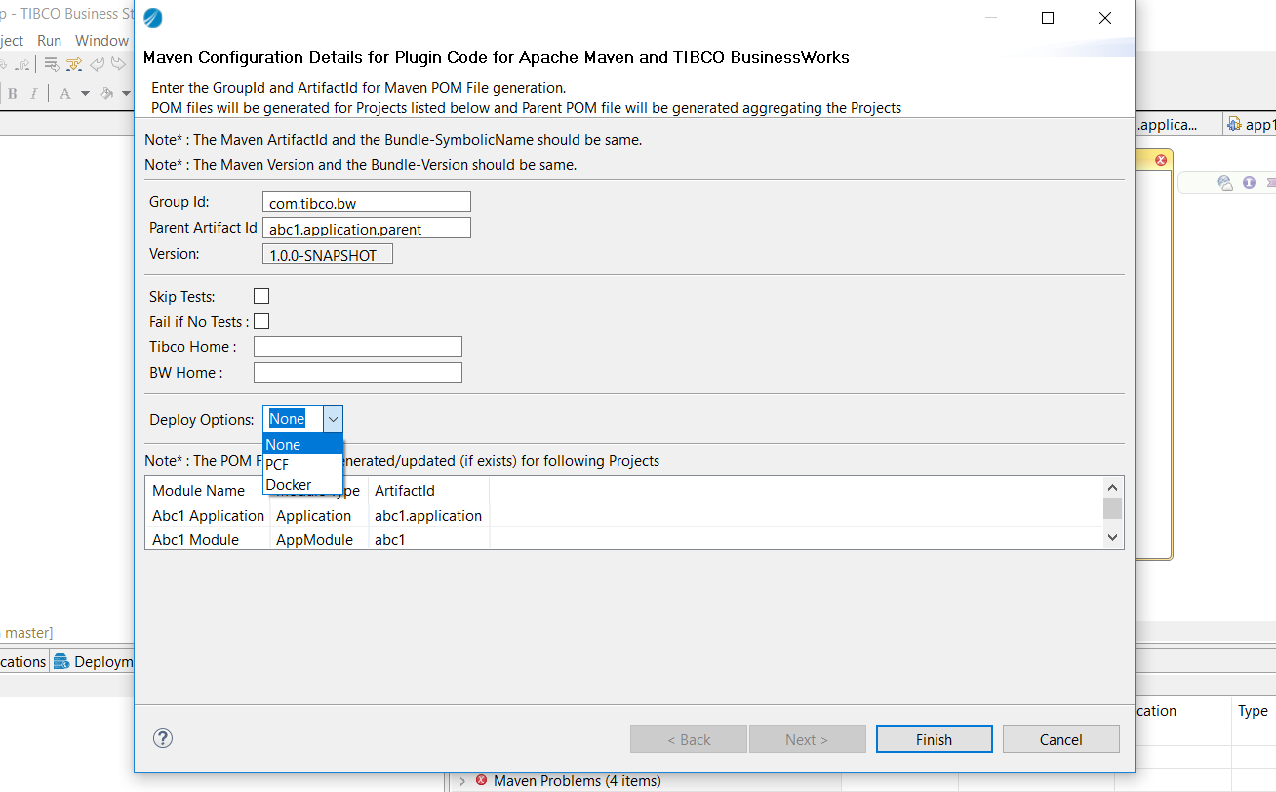 p - TIBCO Business St
ject Run Window
B I A
Maven Configuration Details for Plugin Code for Apache Maven and TIBCO BusinessWorks
Enter the GroupId and ArtifactId for Maven POM File generation.
POM files will be generated for Projects listed below and Parent POM file will be generated aggregating the Projects
.applica... app1
Note* : The Maven ArtifactId and the Bundle-SymbolicName should be same.
Note* : The Maven Version and the Bundle-Version should be same.
Group Id: com.tibco.bw
Parent Artifact Id abc1.application.parent
Version: 1.0.0-SNAPSHOT
Skip Tests:
Fail if No Tests :
Tibco Home :
BW Home :
Deploy Options: None
None
Note* : The POM F enerated/updated (if exists) for following Projects
PCF
Docker
Module Name ype ArtifactId
Abc1 Application Application abc1.application
Abc1 Module AppModule abc1
master]
cations Deploym
cation Type
< Back Next > Finish Cancel
Maven Problems (4 items)